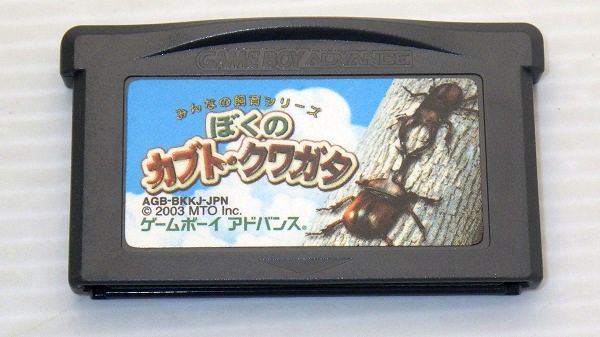 GAME BOY ADVANCE
みんなの飼育シリーズ
ぼくの
カブト・クワガタ
AGB-BKKJ-JPN
© 2003 MTO Inc.
ゲームボーイ アドバンス®